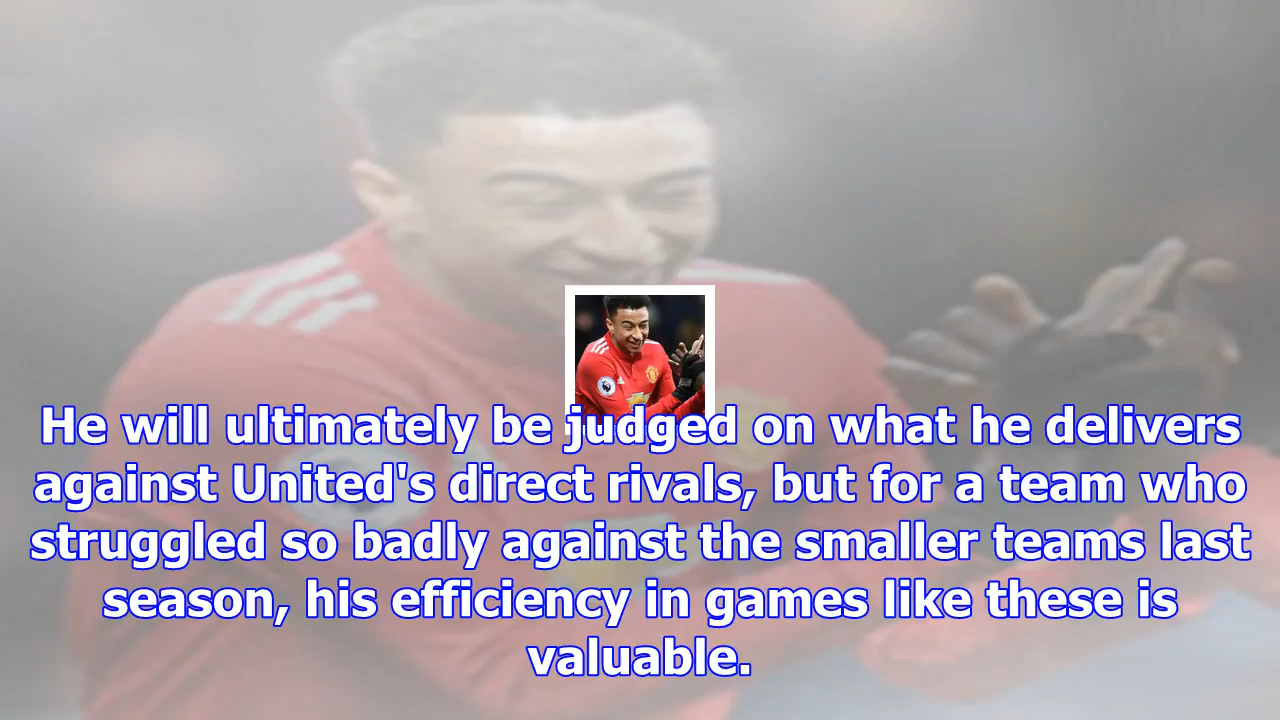 He will ultimately be judged on what he delivers
against United's direct rivals, but for a team who
struggled so badly against the smaller teams last
season, his efficiency in games like these is
valuable.